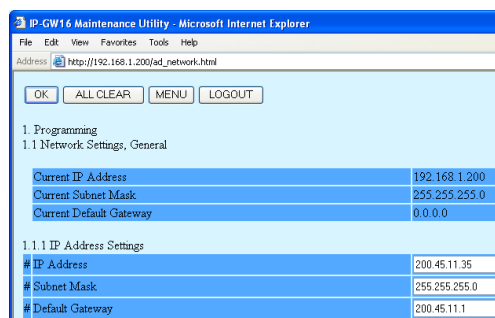 IP-GW16 Maintenance Utility - Microsoft Internet Explorer
File Edit View Favorites Tools Help
Address http://192.168.1.200/ad_network.html
OK ALL CLEAR MENU LOGOUT
1. Programming
1.1 Network Settings, General
Current IP Address 192.168.1.200
Current Subnet Mask 255.255.255.0
Current Default Gateway 0.0.0.0
1.1.1 IP Address Settings
# IP Address 200.45.11.35
# Subnet Mask 255.255.255.0
# Default Gateway 200.45.11.1